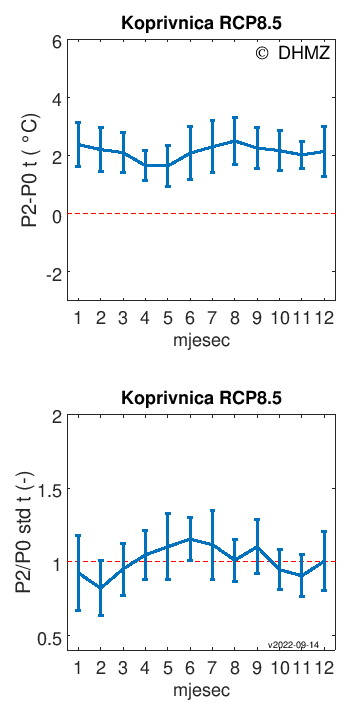 Koprivnica RCP8.5
© DHMZ
P2-P0 t ( °C)
6
4
2
0
-2
1 2 3 4 5 6 7 8 9 10 11 12
mjesec
Koprivnica RCP8.5
P2/P0 std t (-)
2
1.5
1
0.5
v2022-09-14
1 2 3 4 5 6 7 8 9 10 11 12
mjesec